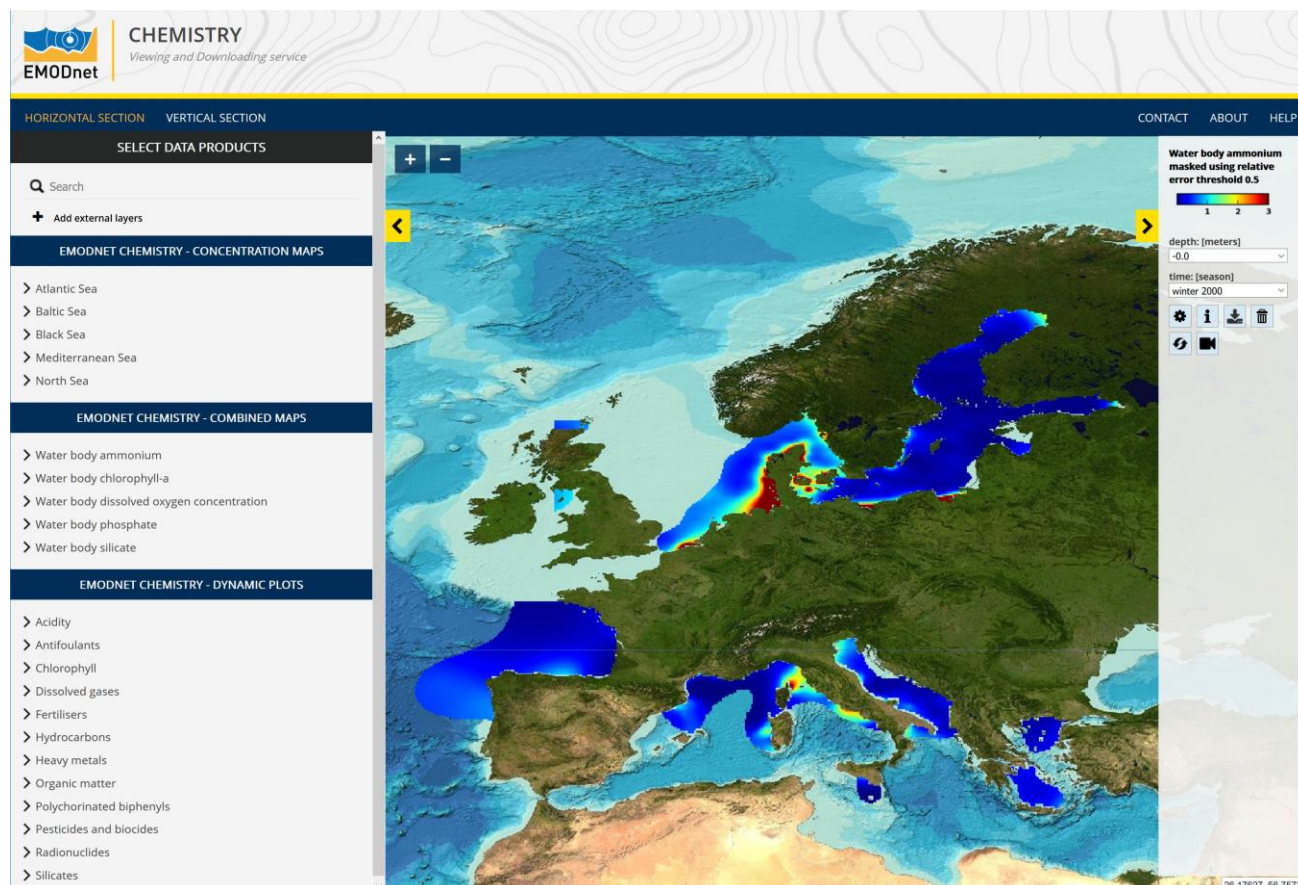 EMODnet
CHEMISTRY
Viewing and Downloading service
HORIZONTAL SECTION VERTICAL SECTION CONTACT ABOUT HELP
SELECT DATA PRODUCTS
Search
Add external layers
EMODNET CHEMISTRY - CONCENTRATION MAPS
Atlantic Sea
Baltic Sea
Black Sea
Mediterranean Sea
North Sea
EMODNET CHEMISTRY - COMBINED MAPS
Water body ammonium
Water body chlorophyll-a
Water body dissolved oxygen concentration
Water body phosphate
Water body silicate
EMODNET CHEMISTRY - DYNAMIC PLOTS
Acidity
Antifoulants
Chlorophyll
Dissolved gases
Fertilisers
Hydrocarbons
Heavy metals
Organic matter
Polychorinated biphenyls
Pesticides and biocides
Radionuclides
Silicates
+ −
Water body ammonium
masked using relative
error threshold 0.5
1 2 3
depth: [meters]
-0.0
time: [season]
winter 2000